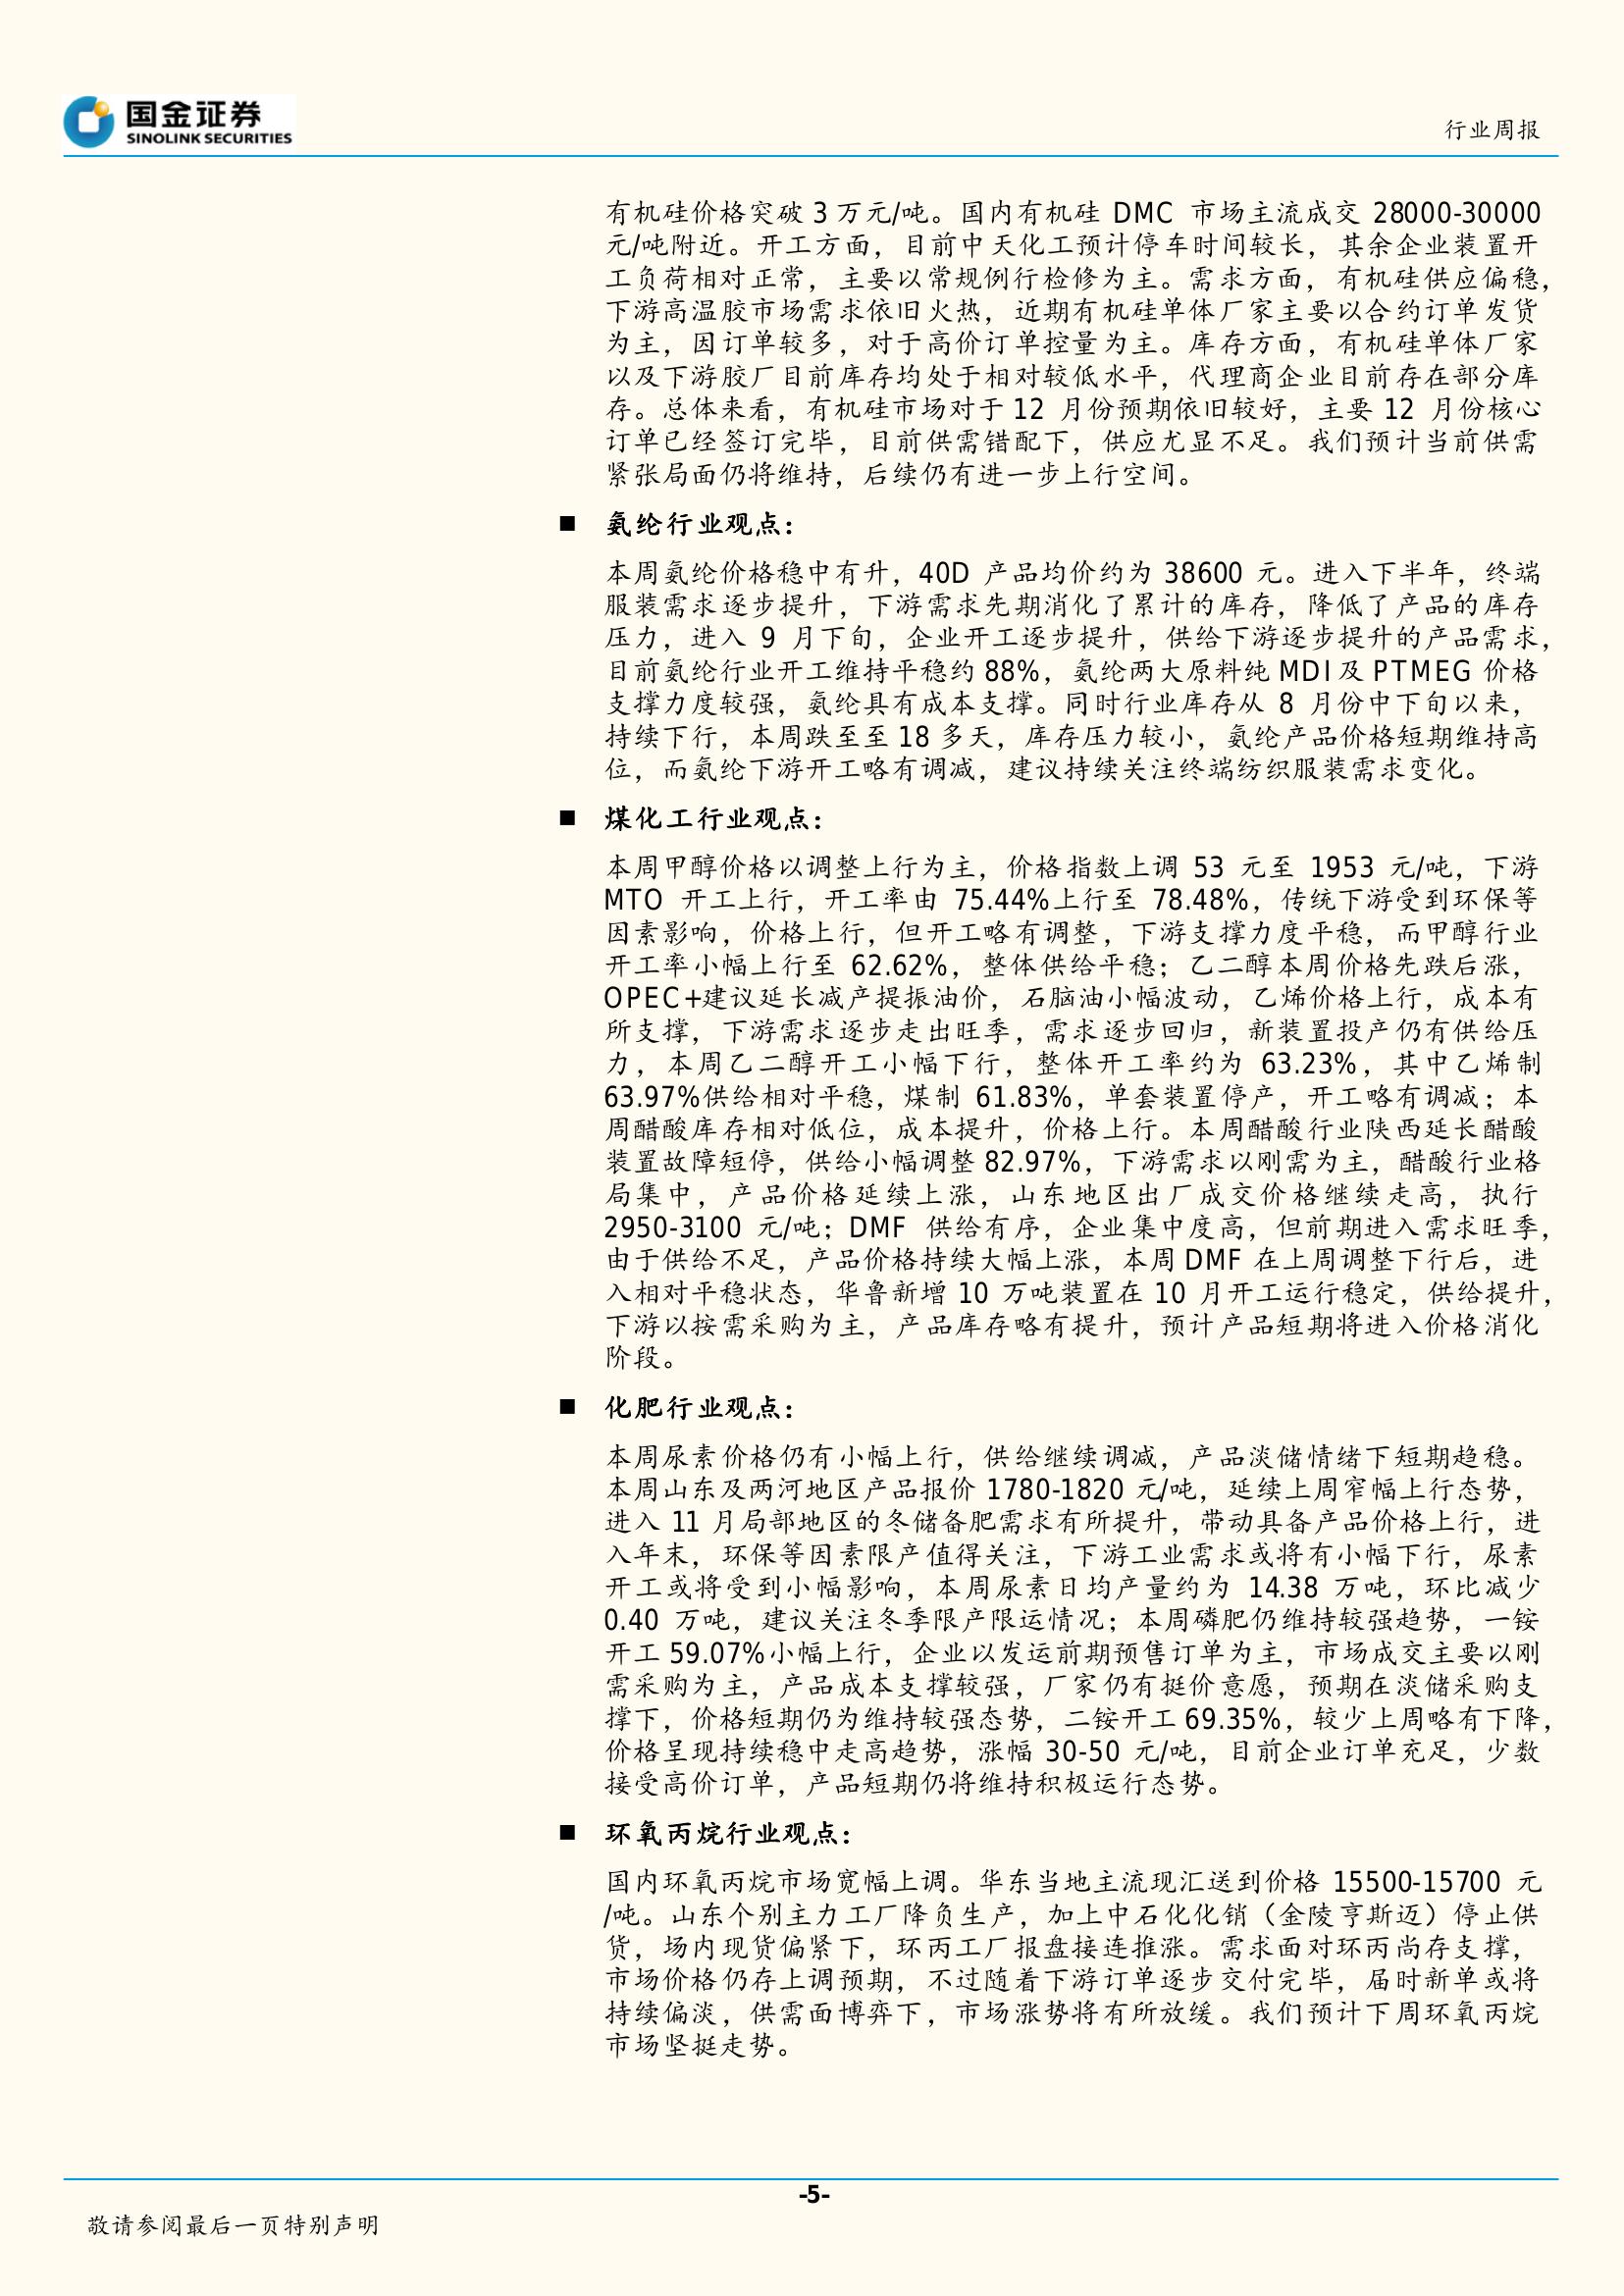 国金证券
SINOLINK SECURITIES
行业周报
有机硅价格突破 3 万元/吨。国内有机硅 DMC 市场主流成交 28000-30000
元/吨附近。开工方面，目前中天化工预计停车时间较长，其余企业装置开
工负荷相对正常，主要以常规例行检修为主。需求方面，有机硅供应偏稳，
下游高温胶市场需求依旧火热，近期有机硅单体厂家主要以合约订单发货
为主，因订单较多，对于高价订单控量为主。库存方面，有机硅单体厂家
以及下游胶厂目前库存均处于相对较低水平，代理商企业目前存在部分库
存。总体来看，有机硅市场对于 12 月份预期依旧较好，主要 12 月份核心
订单已经签订完毕，目前供需错配下，供应尤显不足。我们预计当前供需
紧张局面仍将维持，后续仍有进一步上行空间。
■ 氨纶行业观点：
本周氨纶价格稳中有升，40D 产品均价约为 38600 元。进入下半年，终端
服装需求逐步提升，下游需求先期消化了累计的库存，降低了产品的库存
压力，进入 9 月下旬，企业开工逐步提升，供给下游逐步提升的产品需求，
目前氨纶行业开工维持平稳约 88%，氨纶两大原料纯 MDI 及 PTMEG 价格
支撑力度较强，氨纶具有成本支撑。同时行业库存从 8 月份中下旬以来，
持续下行，本周跌至至 18 多天，库存压力较小，氨纶产品价格短期维持高
位，而氨纶下游开工略有调减，建议持续关注终端纺织服装需求变化。
■ 煤化工行业观点：
本周甲醇价格以调整上行为主，价格指数上调 53 元至 1953 元/吨，下游
MTO 开工上行，开工率由 75.44%上行至 78.48%，传统下游受到环保等
因素影响，价格上行，但开工略有调整，下游支撑力度平稳，而甲醇行业
开工率小幅上行至 62.62%，整体供给平稳；乙二醇本周价格先跌后涨，
OPEC+建议延长减产提振油价，石脑油小幅波动，乙烯价格上行，成本有
所支撑，下游需求逐步走出旺季，需求逐步回归，新装置投产仍有供给压
力，本周乙二醇开工小幅下行，整体开工率约为 63.23%，其中乙烯制
63.97%供给相对平稳，煤制 61.83%，单套装置停产，开工略有调减；本
周醋酸库存相对低位，成本提升，价格上行。本周醋酸行业陕西延长醋酸
装置故障短停，供给小幅调整 82.97%，下游需求以刚需为主，醋酸行业格
局集中，产品价格延续上涨，山东地区出厂成交价格继续走高，执行
2950-3100 元/吨；DMF 供给有序，企业集中度高，但前期进入需求旺季，
由于供给不足，产品价格持续大幅上涨，本周 DMF 在上周调整下行后，进
入相对平稳状态，华鲁新增 10 万吨装置在 10 月开工运行稳定，供给提升，
下游以按需采购为主，产品库存略有提升，预计产品短期将进入价格消化
阶段。
■ 化肥行业观点：
本周尿素价格仍有小幅上行，供给继续调减，产品淡储情绪下短期趋稳。
本周山东及两河地区产品报价 1780-1820 元/吨，延续上周窄幅上行态势，
进入 11 月局部地区的冬储备肥需求有所提升，带动具备产品价格上行，进
入年末，环保等因素限产值得关注，下游工业需求或将有小幅下行，尿素
开工或将受到小幅影响，本周尿素日均产量约为 14.38 万吨，环比减少
0.40 万吨，建议关注冬季限产限运情况；本周磷肥仍维持较强趋势，一铵
开工 59.07%小幅上行，企业以发运前期预售订单为主，市场成交主要以刚
需采购为主，产品成本支撑较强，厂家仍有挺价意愿，预期在淡储采购支
撑下，价格短期仍为维持较强态势，二铵开工 69.35%，较少上周略有下降，
价格呈现持续稳中走高趋势，涨幅 30-50 元/吨，目前企业订单充足，少数
接受高价订单，产品短期仍将维持积极运行态势。
■ 环氧丙烷行业观点：
国内环氧丙烷市场宽幅上调。华东当地主流现汇送到价格 15500-15700 元
/吨。山东个别主力工厂降负生产，加上中石化化销（金陵亨斯迈）停止供
货，场内现货偏紧下，环丙工厂报盘接连推涨。需求面对环丙尚存支撑，
市场价格仍存上调预期，不过随着下游订单逐步交付完毕，届时新单或将
持续偏淡，供需面博弈下，市场涨势将有所放缓。我们预计下周环氧丙烷
市场坚挺走势。
-5-
敬请参阅最后一页特别声明